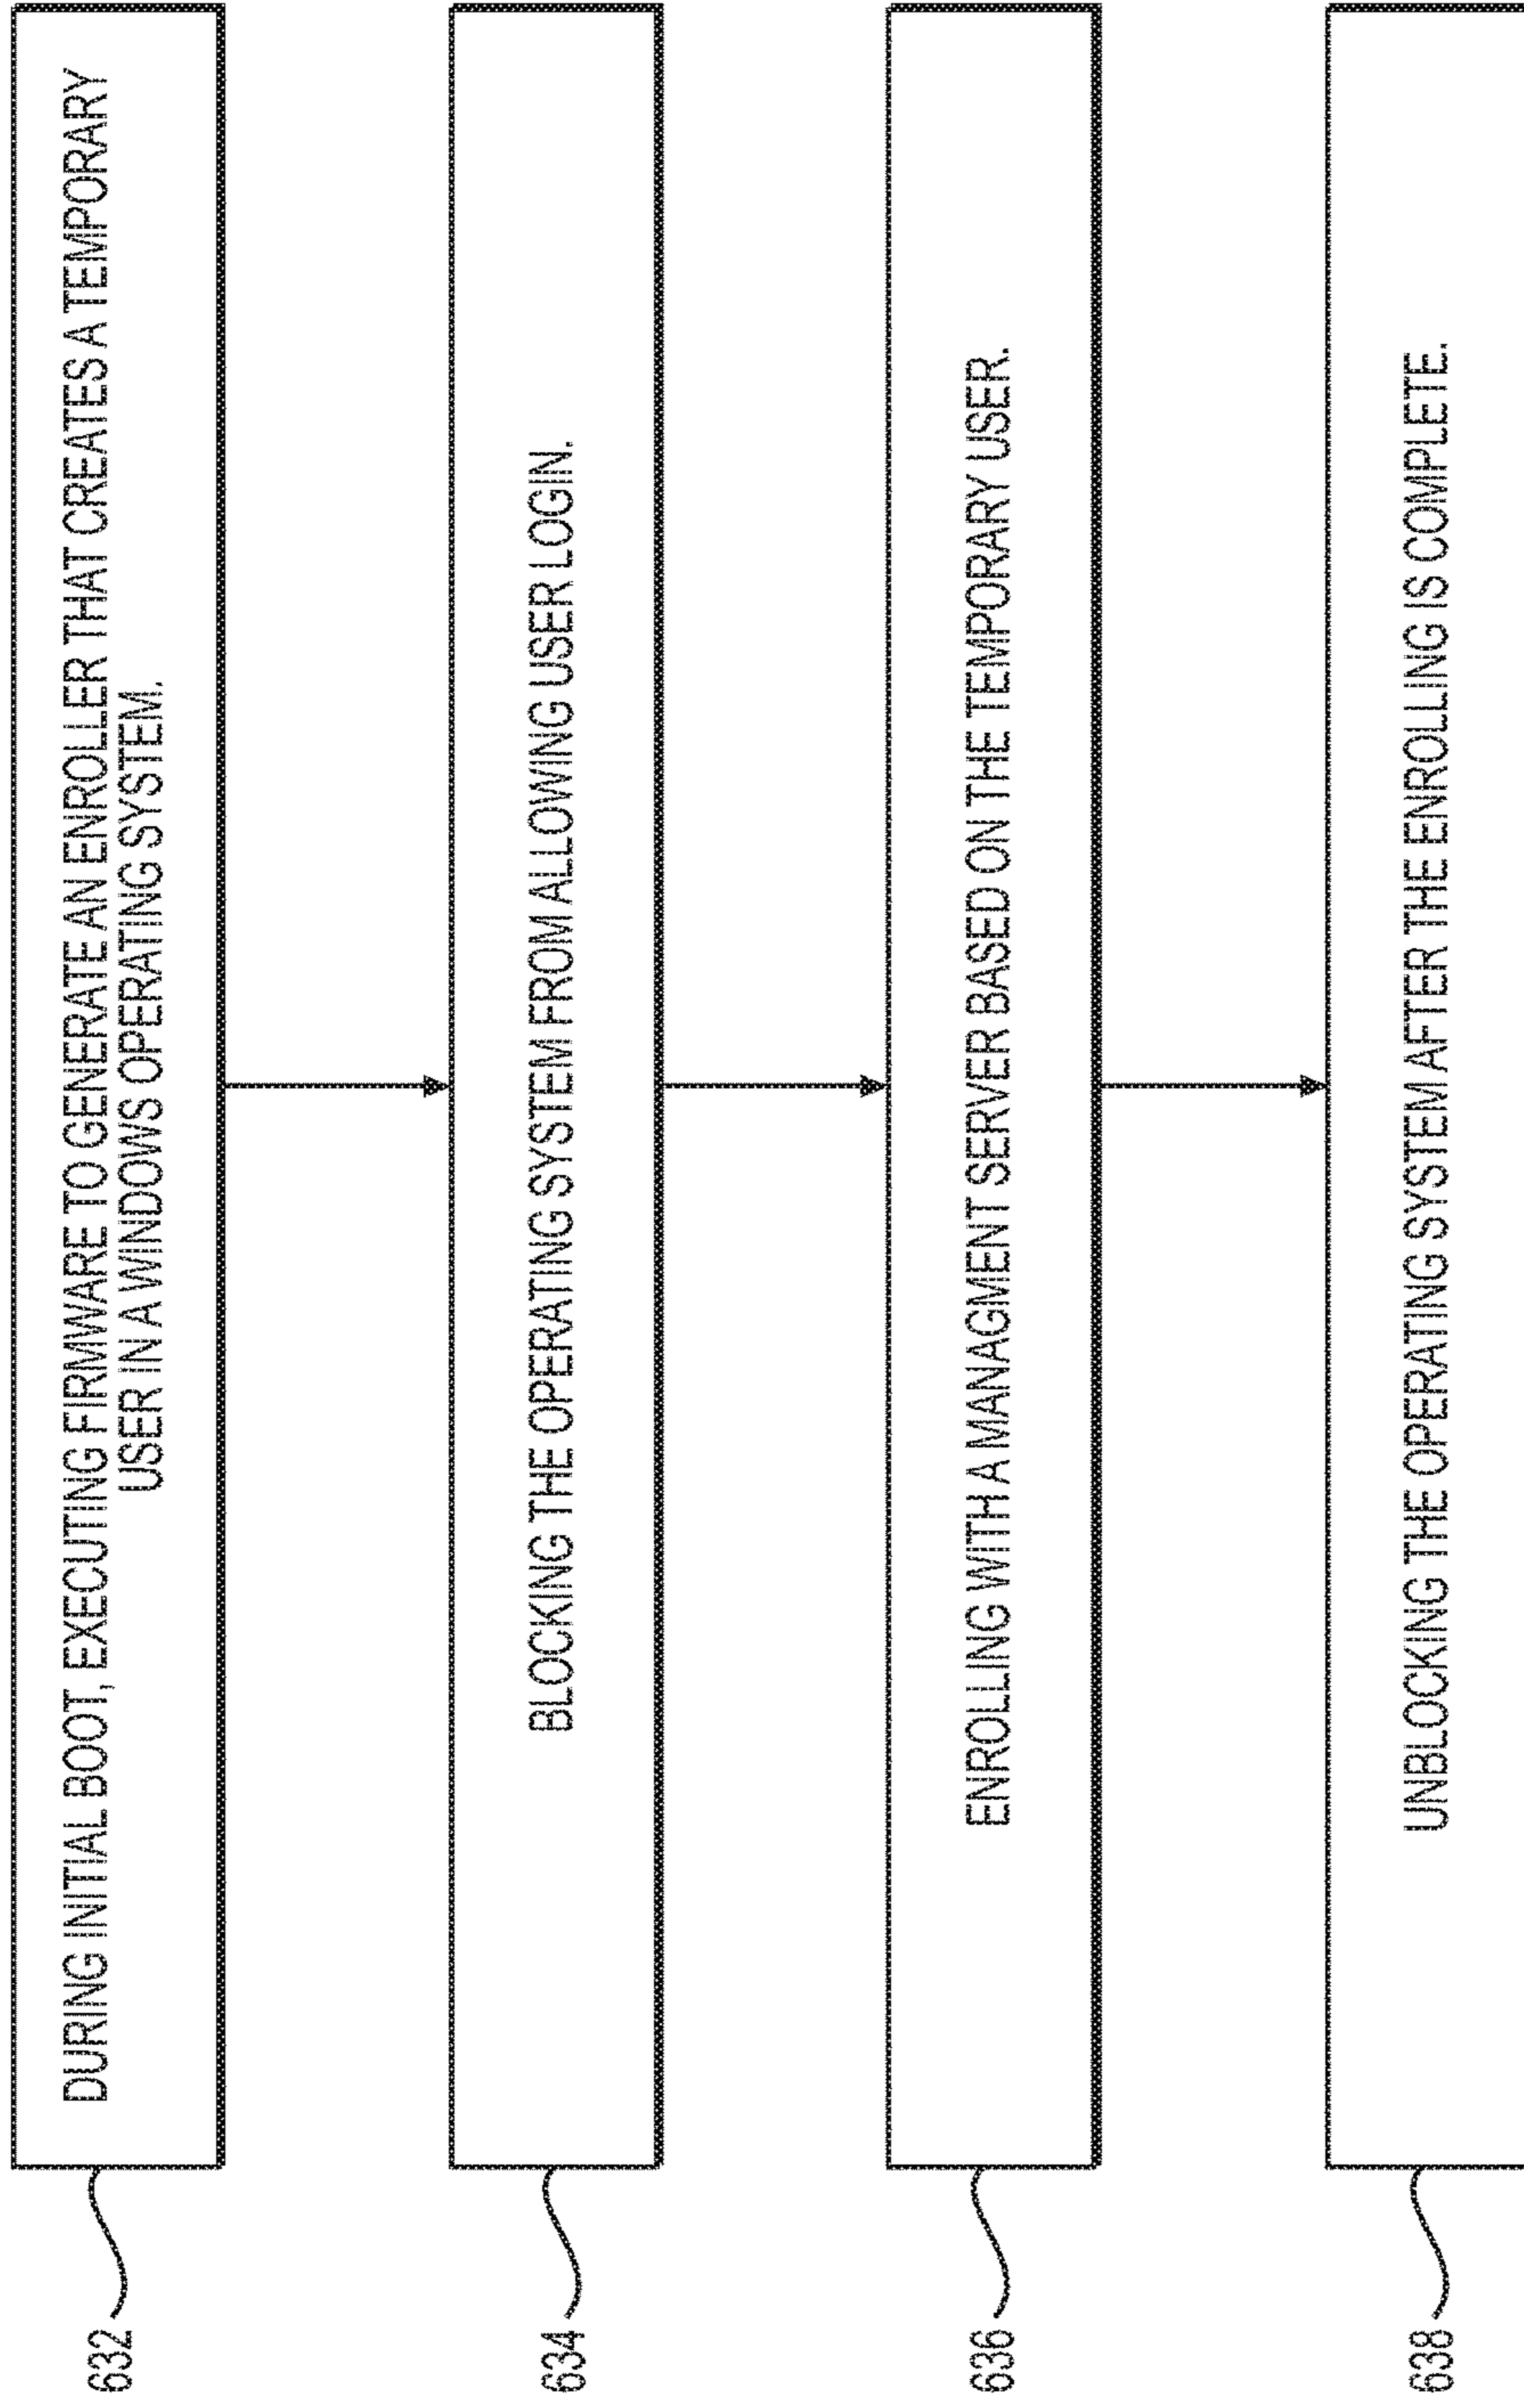 632
DURING INITIAL BOOT, EXECUTING FIRMWARE TO GENERATE AN ENROLLER THAT CREATES A TEMPORARY
USER IN A WINDOWS OPERATING SYSTEM.
634
BLOCKING THE OPERATING SYSTEM FROM ALLOWING USER LOGIN.
636
ENROLLING WITH A MANAGMENT SERVER BASED ON THE TEMPORARY USER.
638
UNBLOCKING THE OPERATING SYSTEM AFTER THE ENROLLING IS COMPLETE.